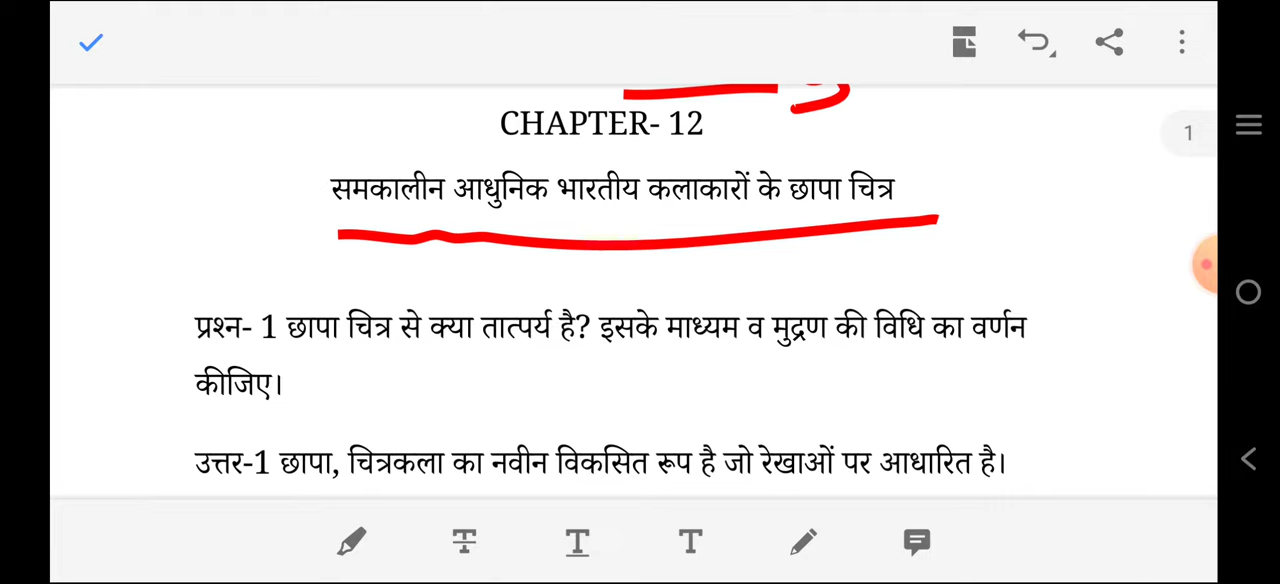 CHAPTER- 12
1
समकालीन आधुनिक भारतीय कलाकारों के छापा चित्र
प्रश्न- 1 छापा चित्र से क्या तात्पर्य है? इसके माध्यम व मुद्रण की विधि का वर्णन
कीजिए।
उत्तर-1 छापा, चित्रकला का नवीन विकसित रूप है जो रेखाओं पर आधारित है।